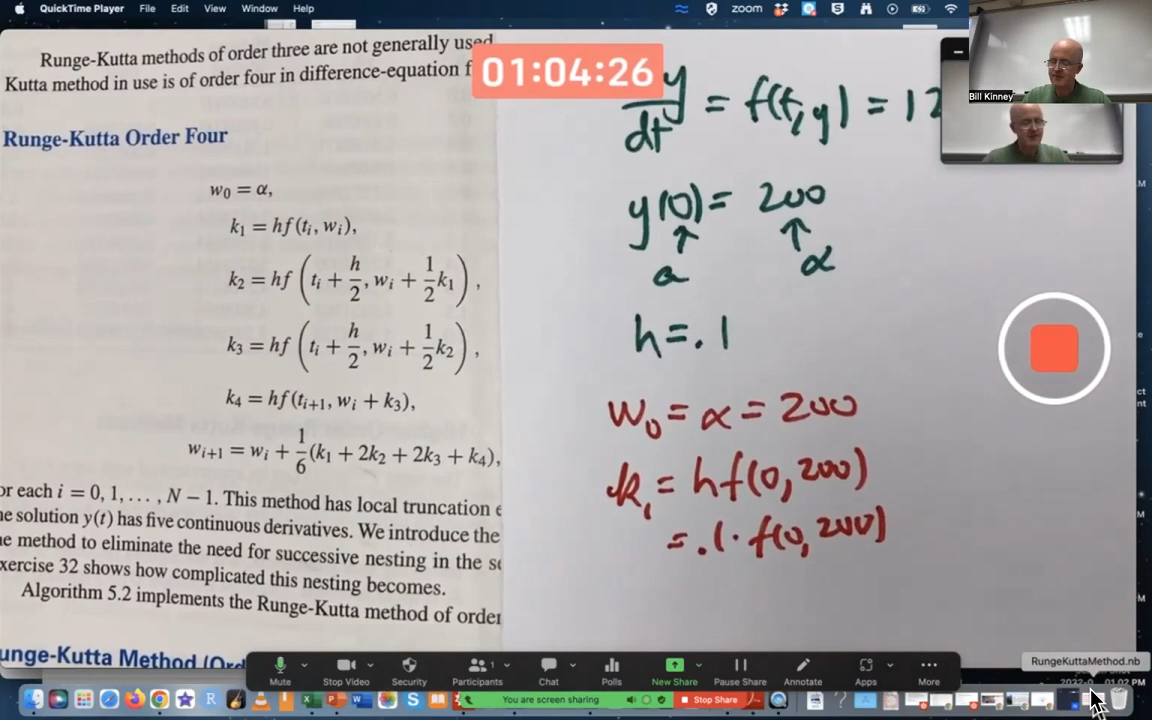 QuickTime Player File Edit View Window Help zoom
Runge-Kutta methods of order three are not generally used
Kutta method in use is of order four in difference-equation f
01:04:26
Runge-Kutta Order Four
w₀ = α,
k₁ = hf(tᵢ, wᵢ),
k₂ = hf (tᵢ + h/2, wᵢ + 1/2 k₁),
k₃ = hf (tᵢ + h/2, wᵢ + 1/2 k₂),
k₄ = hf(tᵢ₊₁, wᵢ + k₃),
wᵢ₊₁ = wᵢ + 1/6 (k₁ + 2k₂ + 2k₃ + k₄),
or each i = 0, 1, . . . , N − 1. This method has local truncation e
e solution y(t) has five continuous derivatives. We introduce the
e method to eliminate the need for successive nesting in the se
xercise 32 shows how complicated this nesting becomes.
Algorithm 5.2 implements the Runge-Kutta method of order
unge-Kutta Method (Ord
y/dt = f(t, y) = 12
y(0) = 200
↑ ↑
a α
h = .1
w₀ = α = 200
k₁ = hf(0, 200)
= .1 · f(0, 200)
Bill Kinney
RungeKuttaMethod.nb
Mute Stop Video Security Participants 1 Chat Polls New Share Pause Share Annotate Apps More
You are screen sharing Stop Share